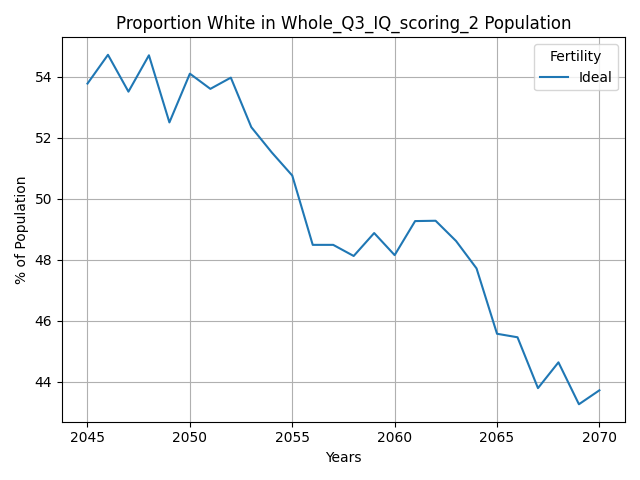 Proportion White in Whole_Q3_IQ_scoring_2 Population
Fertility
Ideal
% of Population
54
52
50
48
46
44
2045 2050 2055 2060 2065 2070
Years